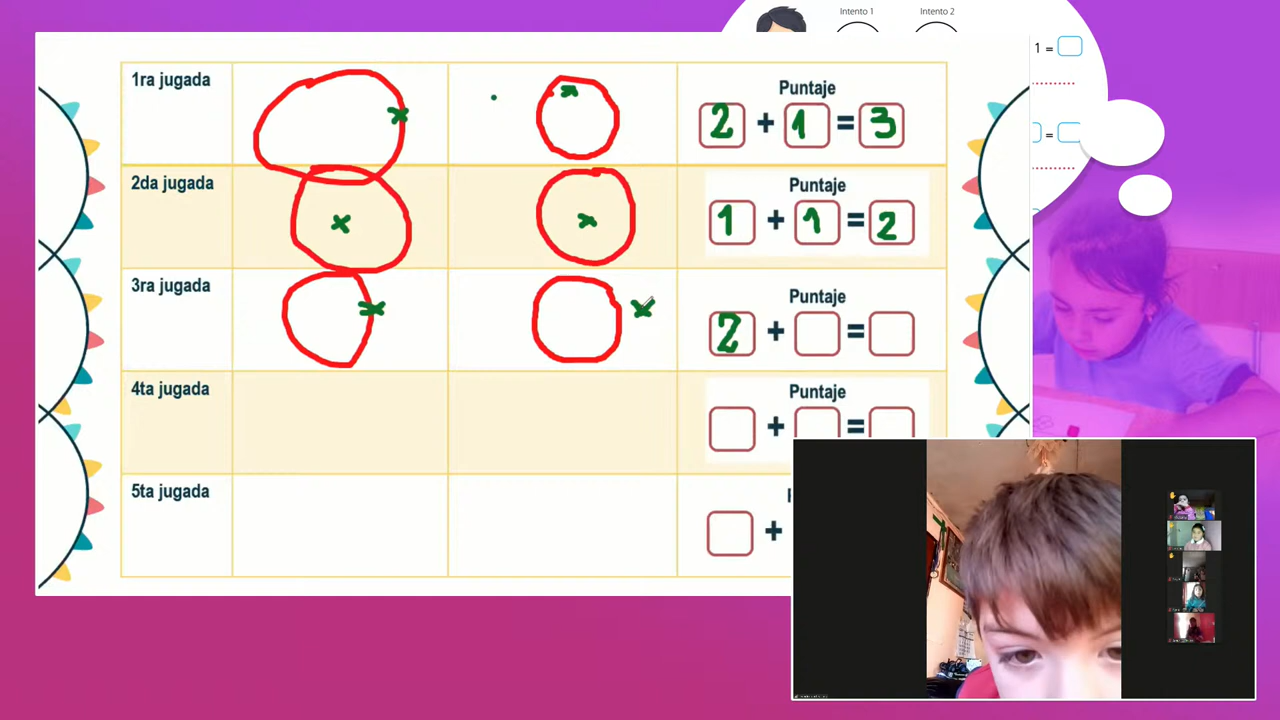 Intento 1
Intento 2
1 =
=
1ra jugada
Puntaje
2 + 1 = 3
2da jugada
Puntaje
1 + 1 = 2
3ra jugada
Puntaje
2 + =
4ta jugada
Puntaje
+ =
5ta jugada
+